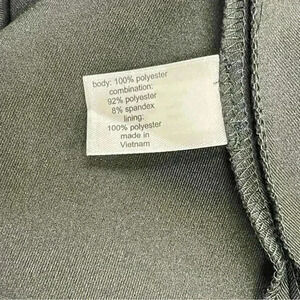 body: 100% polyester
combination:
92% polyester
8% spandex
lining:
100% polyester
made in
Vietnam